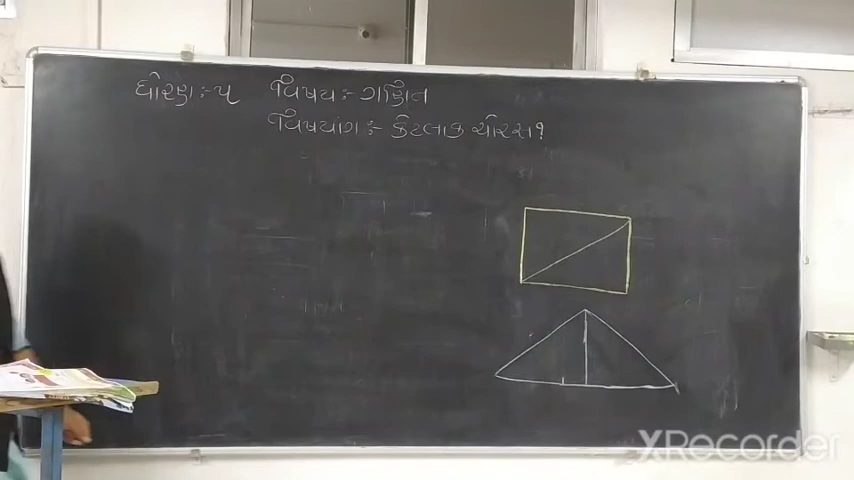 ધોરણ :- ૫ વિષય :- ગણિત
વિષયાંગ :- કેટલાક ચોરસ?
XRecorder